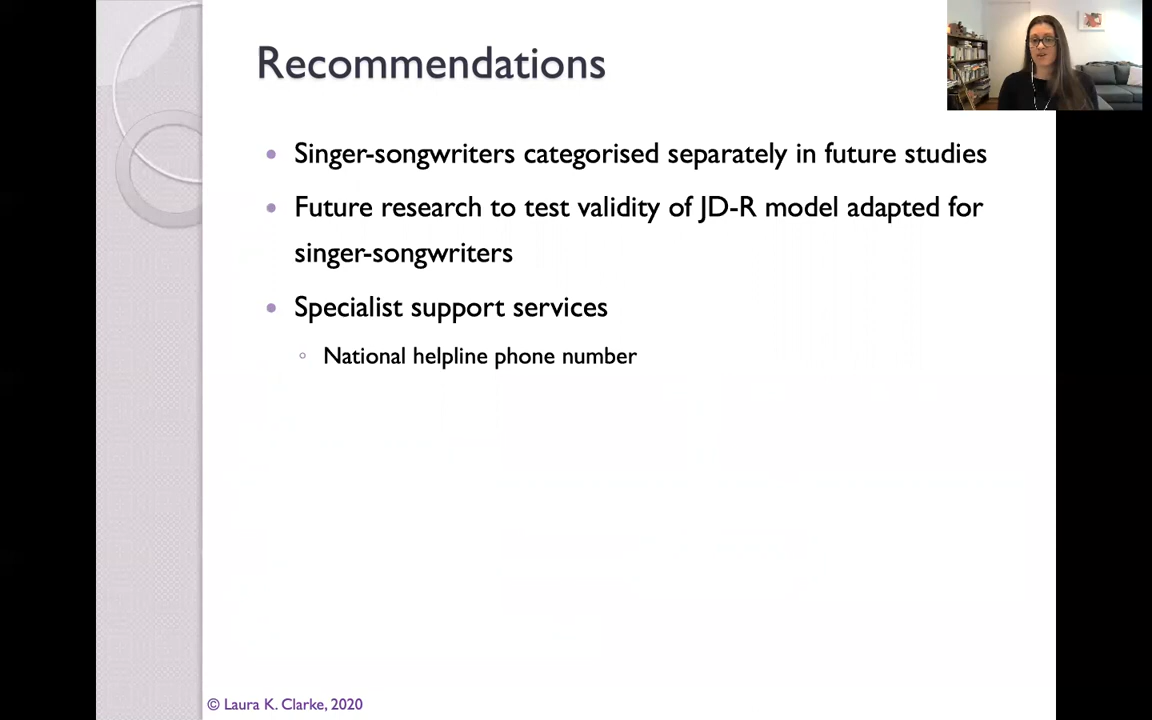 Recommendations
Singer-songwriters categorised separately in future studies
Future research to test validity of JD-R model adapted for
singer-songwriters
Specialist support services
National helpline phone number
© Laura K. Clarke, 2020